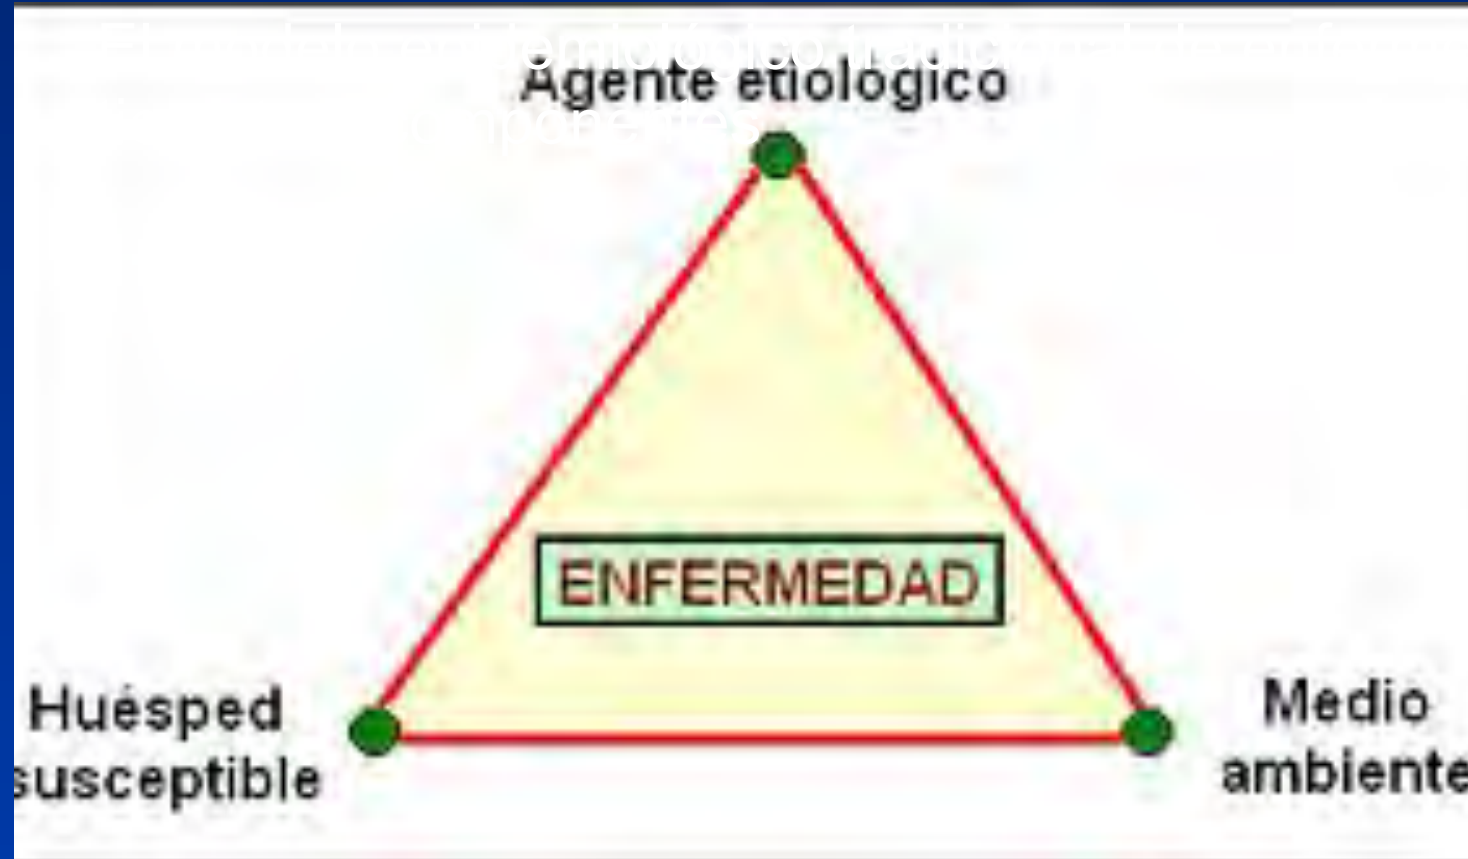 Agente etiológico
ENFERMEDAD
Huésped
susceptible
Medio
ambiente